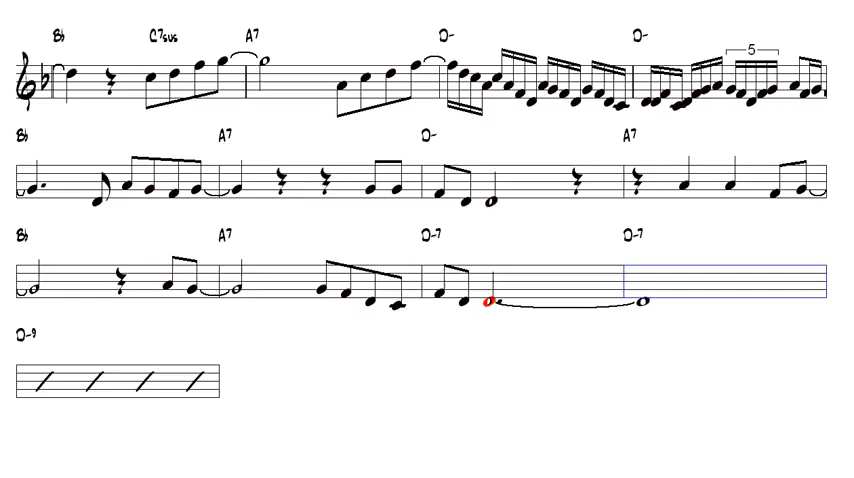 B♭ C7sus A7 D- D-
5
B♭ A7 D- A7
B♭ A7 D-7 D-7
D-9